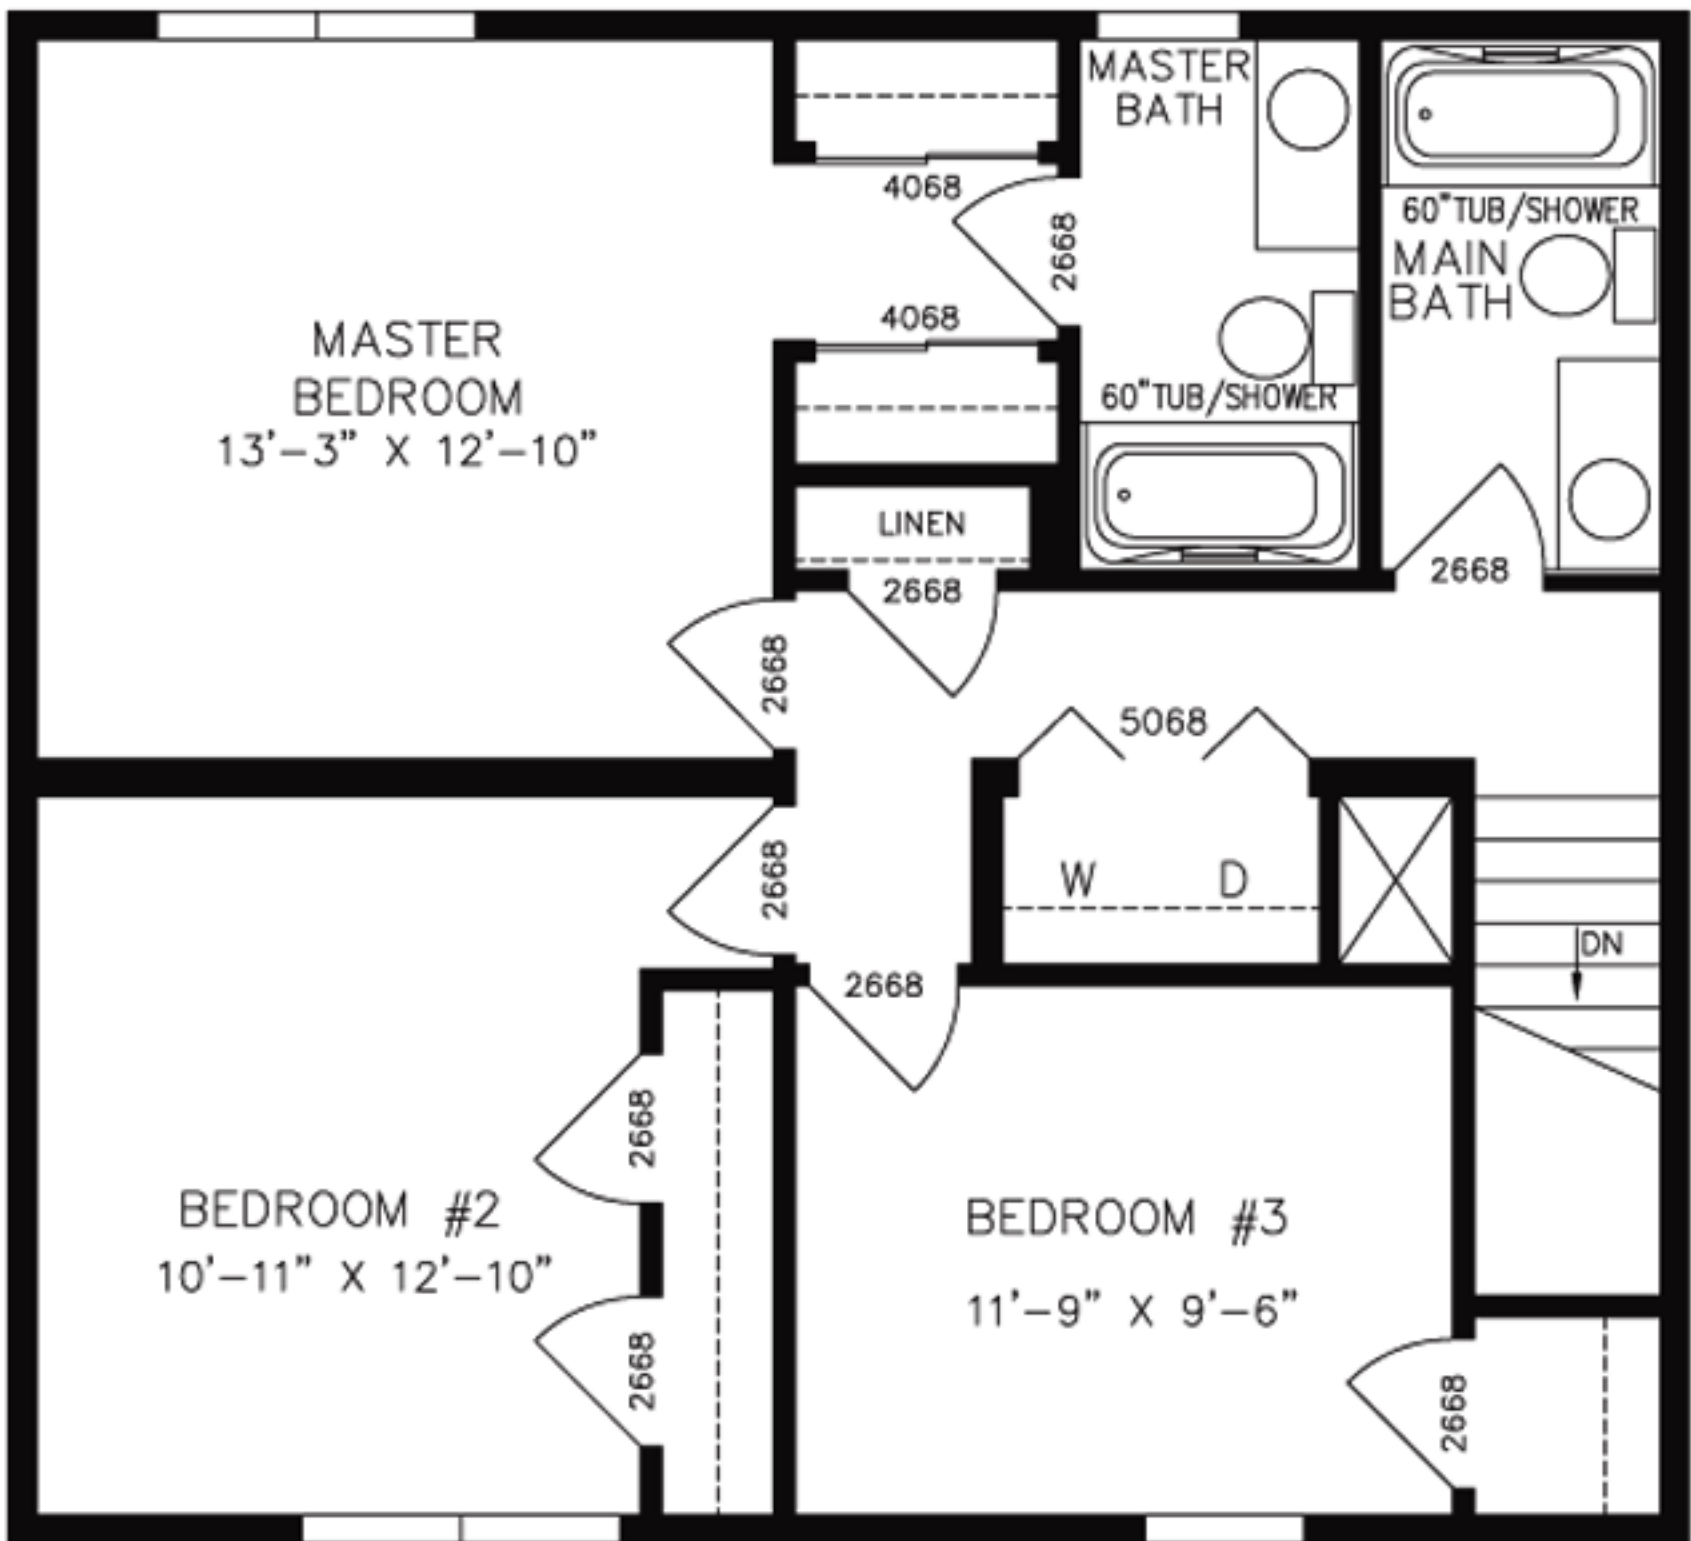 MASTER
BATH
4068
2668
60"TUB/SHOWER
MAIN
BATH
4068
MASTER
BEDROOM
13'-3" X 12'-10"
60"TUB/SHOWER
LINEN
2668
2668
2668
5068
2668
W
D
DN
2668
2668
BEDROOM #2
10'-11" X 12'-10"
BEDROOM #3
11'-9" X 9'-6"
2668
2668